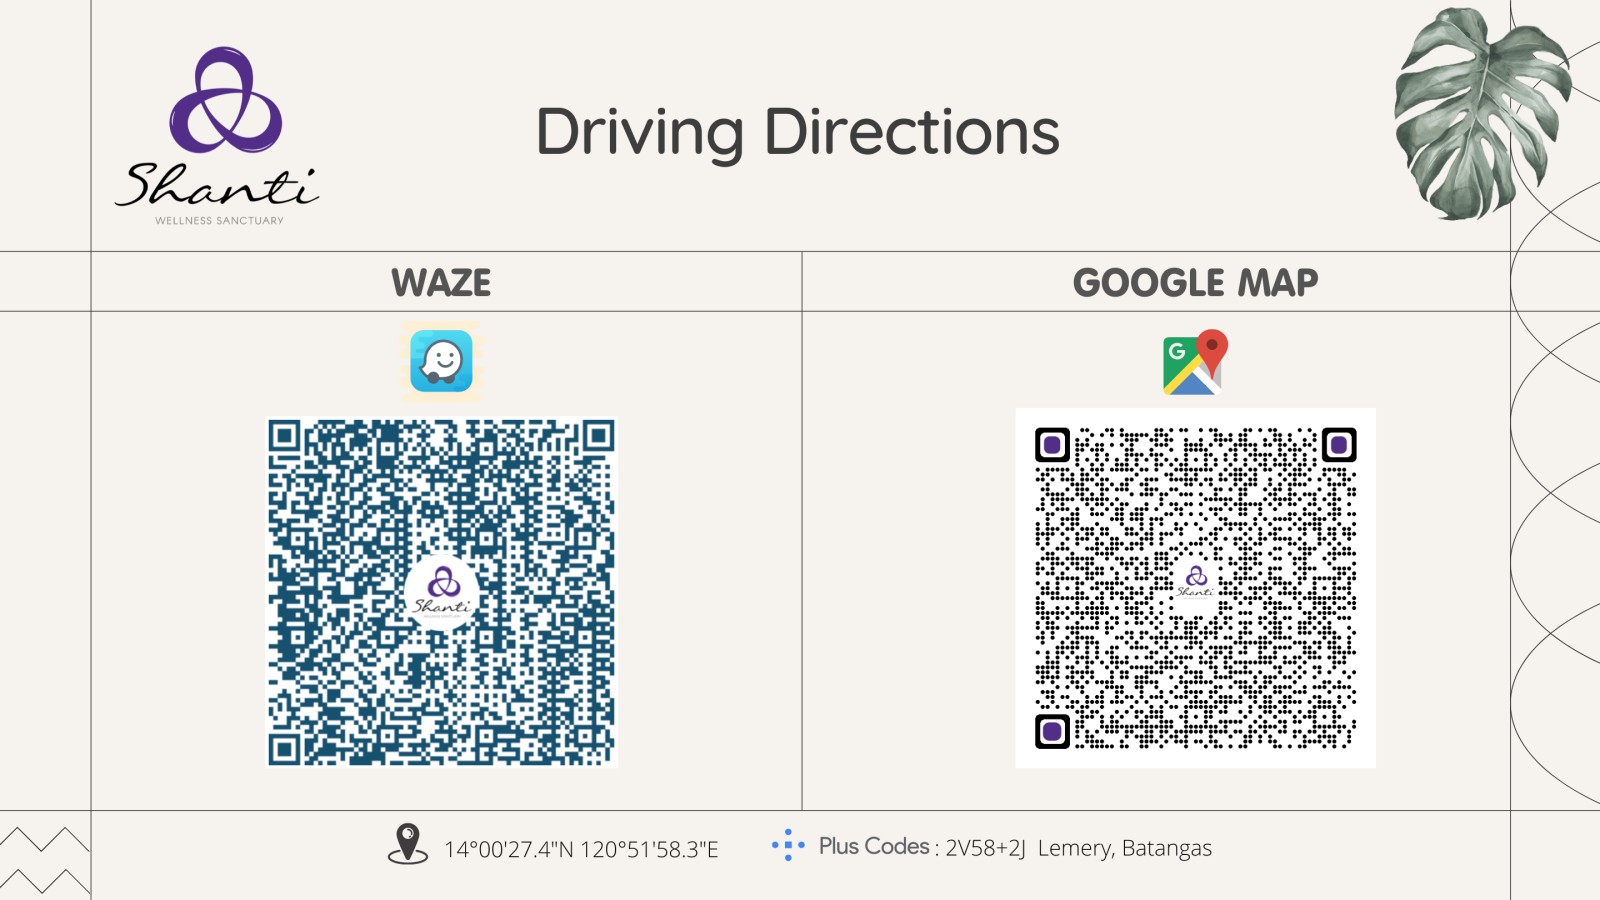 Shanti
WELLNESS SANCTUARY
Driving Directions
WAZE
GOOGLE MAP
G
Shanti
Shanti
14°00'27.4"N 120°51'58.3"E
Plus Codes : 2V58+2J Lemery, Batangas